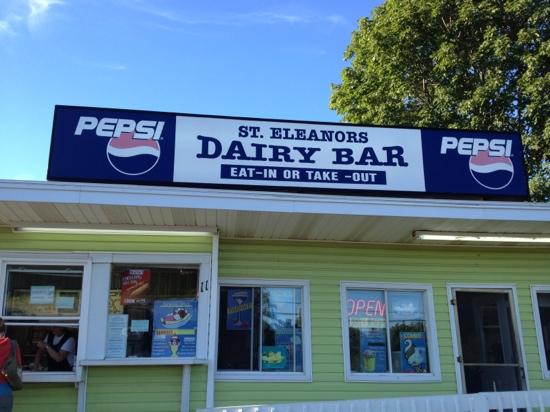 PEPSI
ST. ELEANORS
DAIRY BAR
EAT-IN OR TAKE -OUT
PEPSI
OPEN